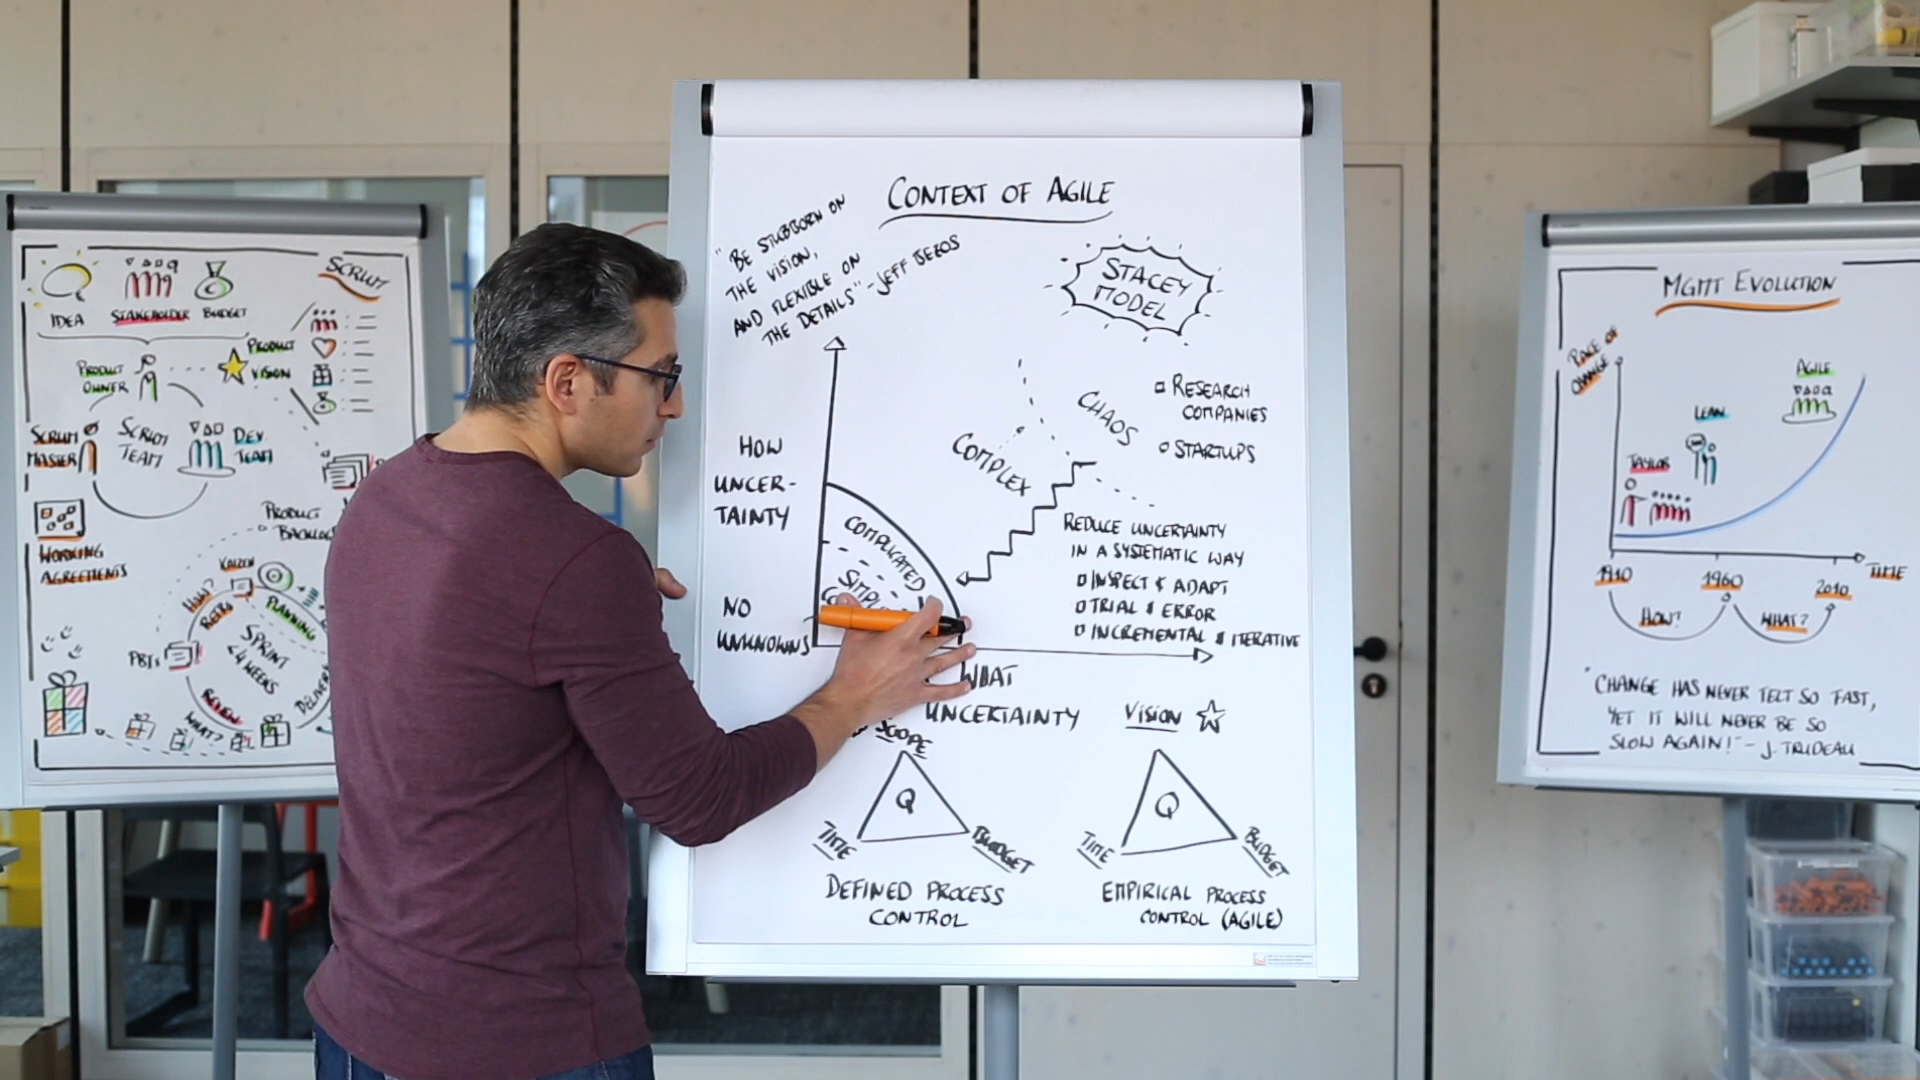 SCRUM
IDEA
STAKEHOLDER
BUDGET
PRODUCT
VISION
PRODUCT
OWNER
SCRUM
MASTER
SCRUM
TEAM
DEV.
TEAM
PRODUCT
BACKLOG
WORKING
AGREEMENTS
KAIZEN
HOW?
RETRO
PLANNING
SPRINT
<4 WEEKS
PBIs
REVIEW
WHAT?
CONTEXT OF AGILE
"BE STUBBORN ON
THE VISION,
AND FLEXIBLE ON
THE DETAILS" - JEFF BEZOS
STACEY
MODEL
HOW
UNCER-
TAINTY
NO
UNKNOWNS
COMPLICATED
COMPLEX
CHAOS
RESEARCH
COMPANIES
STARTUPS
REDUCE UNCERTAINTY
IN A SYSTEMATIC WAY
INSPECT & ADAPT
TRIAL & ERROR
INCREMENTAL & ITERATIVE
WHAT
UNCERTAINTY
SCOPE
Q
TIME
BUDGET
DEFINED PROCESS
CONTROL
VISION
Q
TIME
BUDGET
EMPIRICAL PROCESS
CONTROL (AGILE)
MGMT EVOLUTION
PACE OF
CHANGE
TAYLOR
LEAN
AGILE
1910
1960
2010
TIME
HOW?
WHAT?
"CHANGE HAS NEVER FELT SO FAST,
YET IT WILL NEVER BE SO
SLOW AGAIN!" - J. TRUDEAU